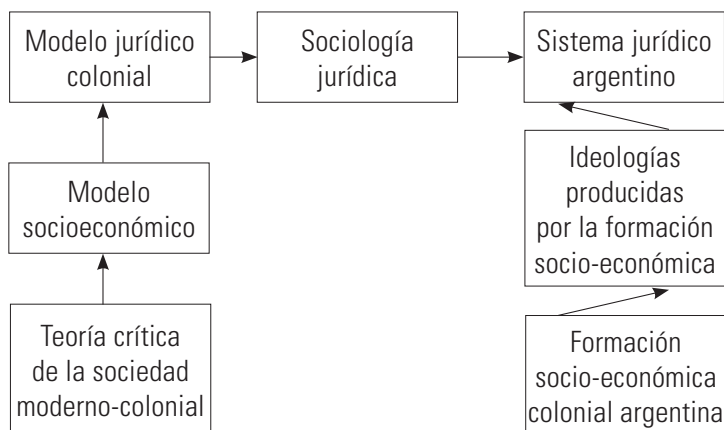 Modelo jurídico
colonial
Sociología
jurídica
Sistema jurídico
argentino
Modelo
socioeconómico
Ideologías
producidas
por la formación
socio-económica
Teoría crítica
de la sociedad
moderno-colonial
Formación
socio-económica
colonial argentina